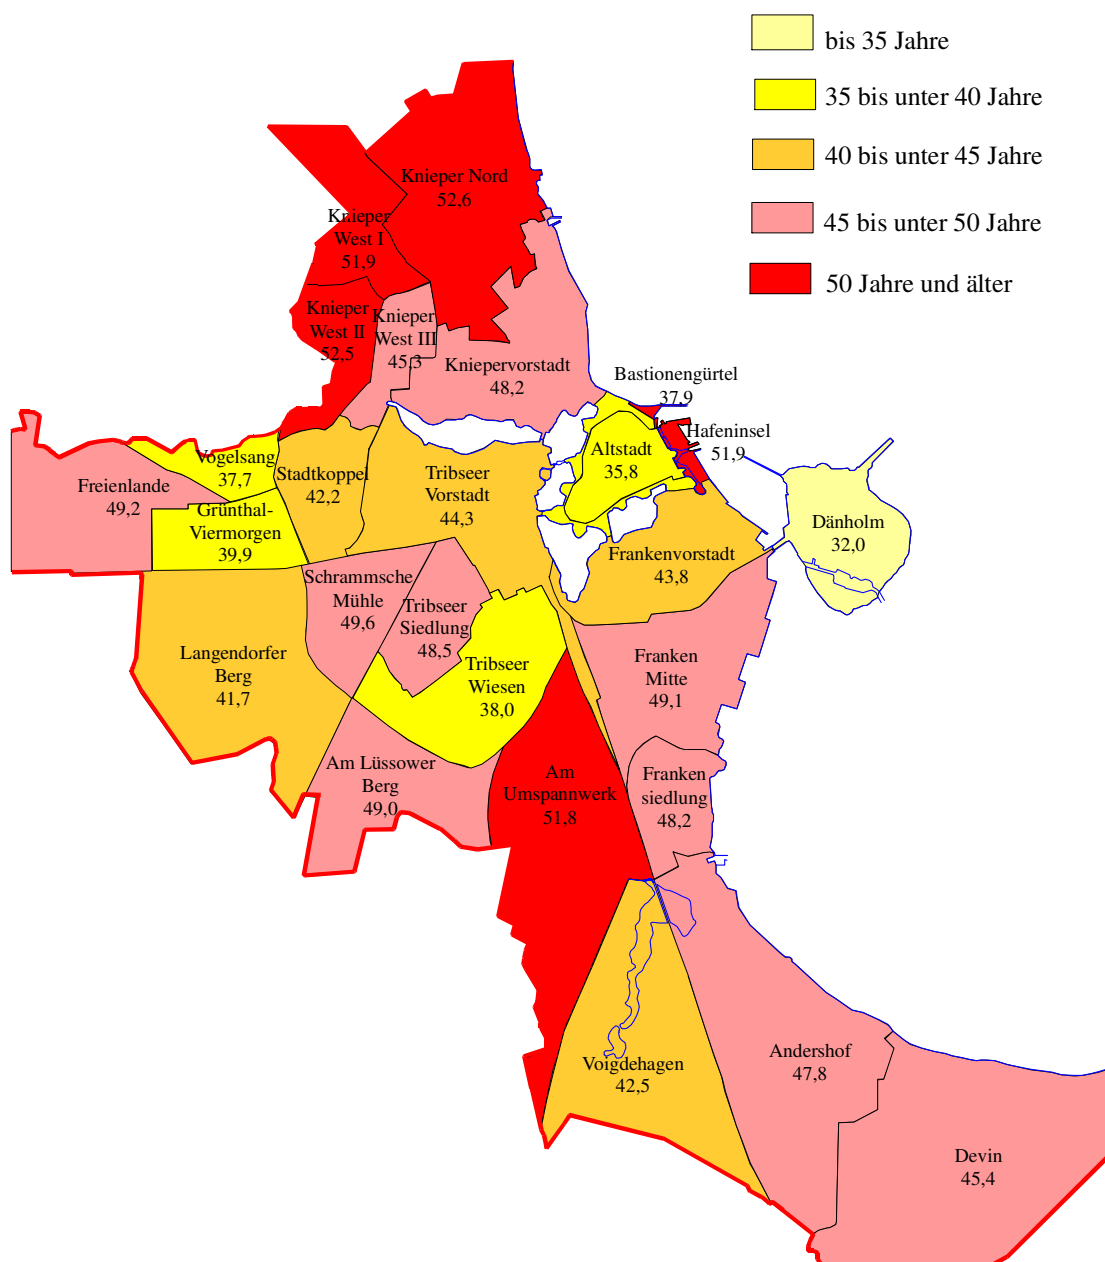 bis 35 Jahre
35 bis unter 40 Jahre
40 bis unter 45 Jahre
45 bis unter 50 Jahre
50 Jahre und älter
Knieper Nord
52,6
Knieper
West I
51,9
Knieper
West II
52,5
Knieper
West III
45,3
Kniepervorstadt
48,2
Bastionengürtel
37,9
Hafeninsel
51,9
Altstadt
35,8
Vogelsang
37,7
Freienlande
49,2
Stadtkoppel
42,2
Tribseer
Vorstadt
44,3
Grünthal-
Viermorgen
39,9
Dänholm
32,0
Frankenvorstadt
43,8
Schrammsche
Mühle
49,6
Tribseer
Siedlung
48,5
Langendorfer
Berg
41,7
Tribseer
Wiesen
38,0
Franken
Mitte
49,1
Am Lüssower
Berg
49,0
Am
Umspannwerk
51,8
Franken
siedlung
48,2
Voigdehagen
42,5
Andershof
47,8
Devin
45,4